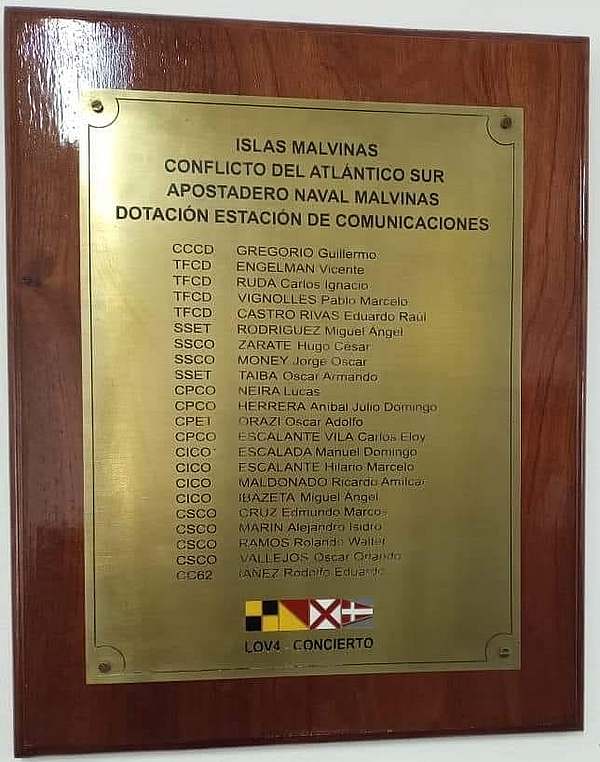 ISLAS MALVINAS
CONFLICTO DEL ATLÁNTICO SUR
APOSTADERO NAVAL MALVINAS
DOTACIÓN ESTACIÓN DE COMUNICACIONES
CCCD GREGORIO Guillermo
TFCD ENGELMAN Vicente
TFCD RUDA Carlos Ignacio
TFCD VIGNOLLES Pablo Marcelo
TFCD CASTRO RIVAS Eduardo Raúl
SSET RODRIGUEZ Miguel Angel
SSCO ZARATE Hugo César
SSCO MONEY Jorge Oscar
SSET TAIBA Oscar Armando
CPCO NEIRA Lucas
CPCO HERRERA Anibal Julio Domingo
CPET ORAZI Oscar Adolfo
CPCO ESCALANTE VILA Carlos Eloy
CICO ESCALADA Manuel Domingo
CICO ESCALANTE Hilario Marcelo
CICO MALDONADO Ricardo Amilcar
CICO IBAZETA Miguel Ángel
CSCO CRUZ Edmundo Marcos
CSCO MARIN Alejandro Isidro
CSCO RAMOS Rolando Walter
CSCO VALLEJOS Oscar Orlando
CC62 IAÑEZ Rodolfo Eduardo
LOV4 - CONCIERTO